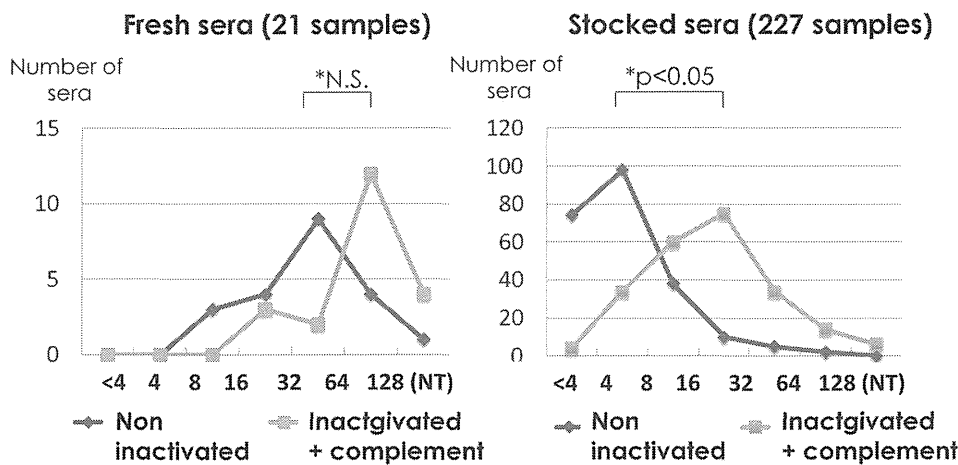 Fresh sera (21 samples)
Number of
sera
*N.S.
15
10
5
0
<4 4 8 16 32 64 128 (NT)
Non
inactivated
Inactgivated
+ complement
Stocked sera (227 samples)
Number of
sera
*p<0.05
120
100
80
60
40
20
0
<4 4 8 16 32 64 128 (NT)
Non
inactivated
Inactgivated
+ complement